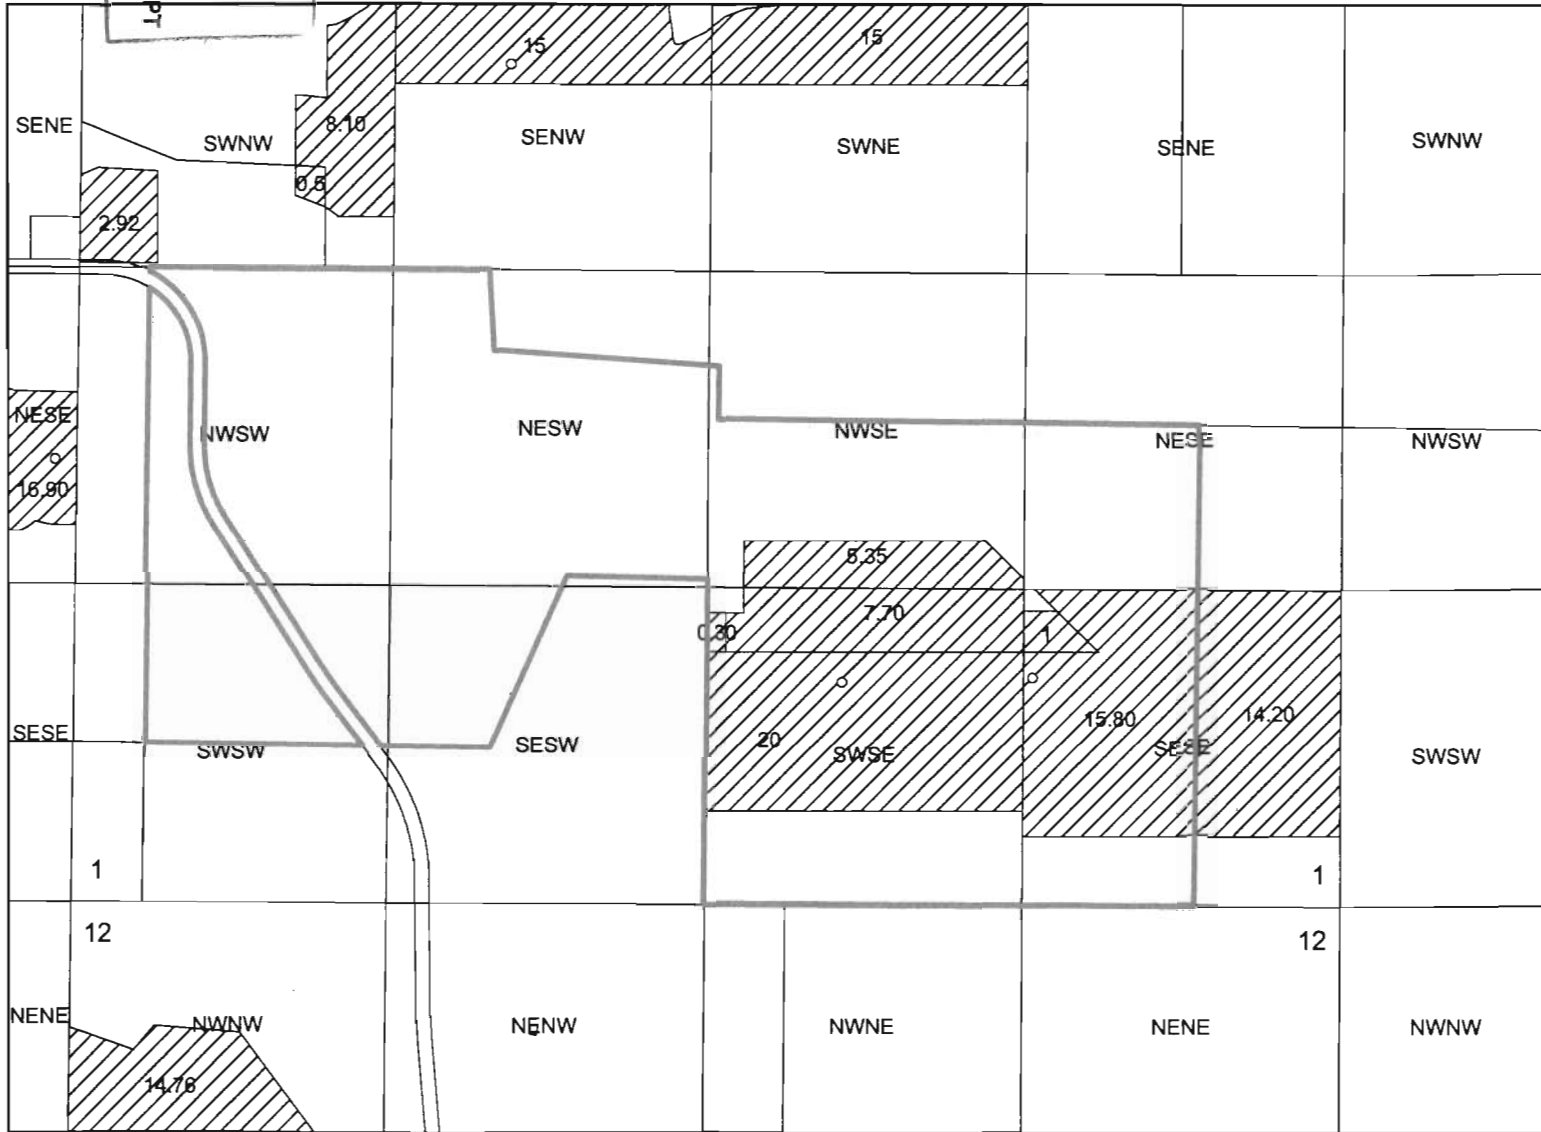 PT
15
15
8.10
SENE
SWNW
SENW
SWNE
SENE
SWNW
0.5
2.92
NESE
NWSW
NESW
NWSE
NESE
NWSW
16.90
5.35
7.70
0.30
1
15.80
14.20
SESE
SWSW
SESW
20
SWSE
SESE
SWSW
1
1
12
12
NENE
NWNW
NENW
NWNE
NENE
NWNW
14.76